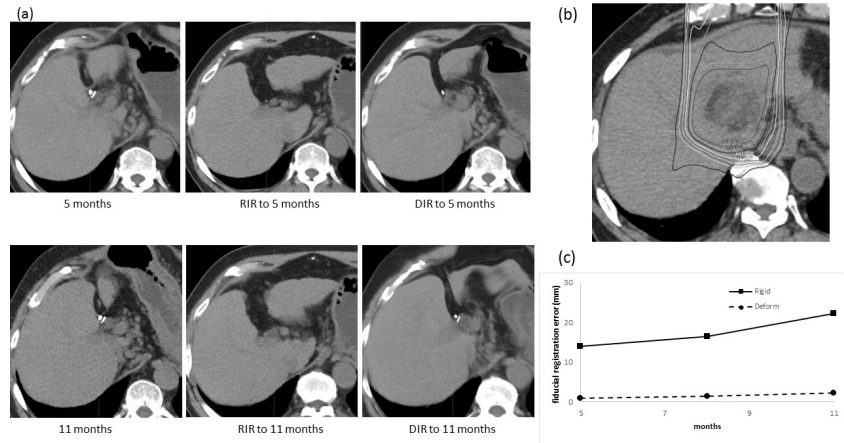 (a)
5 months
RIR to 5 months
DIR to 5 months
11 months
RIR to 11 months
DIR to 11 months
(b)
(c)
fiducial registration error (mm)
30
20
10
0
5
7
9
11
months
Rigid
Deform